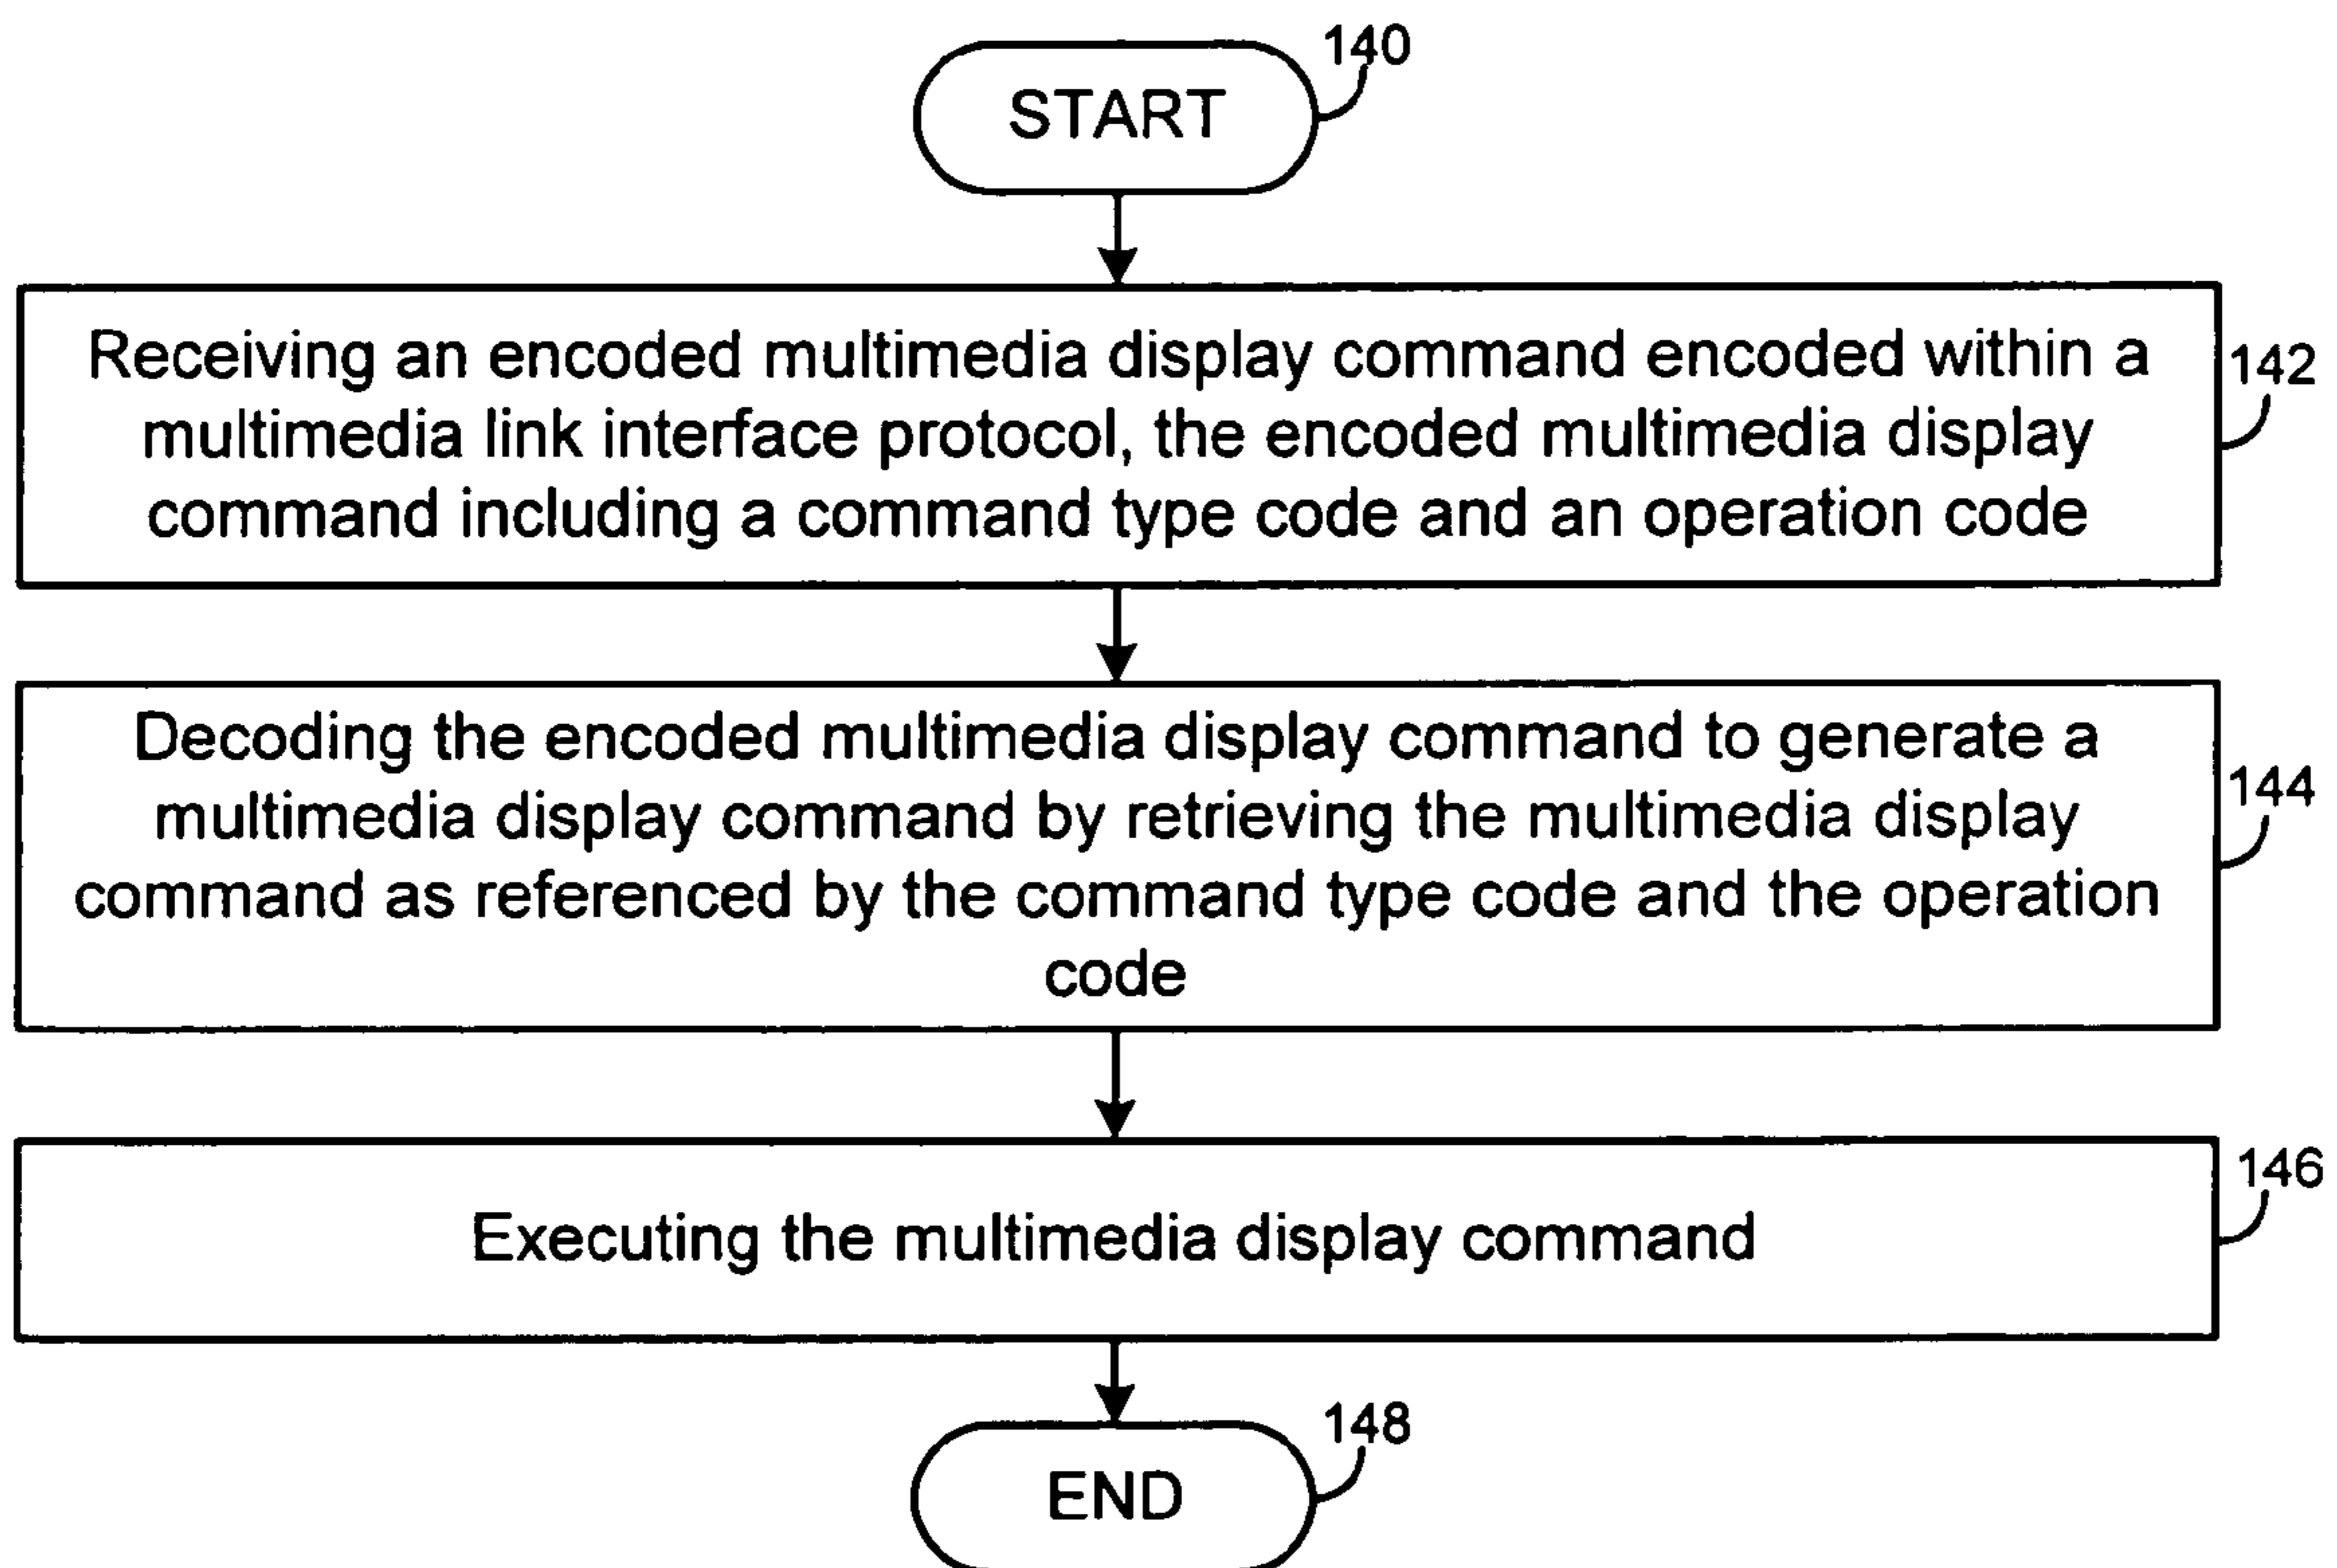 140
START
Receiving an encoded multimedia display command encoded within a
multimedia link interface protocol, the encoded multimedia display
command including a command type code and an operation code
142
Decoding the encoded multimedia display command to generate a
multimedia display command by retrieving the multimedia display
command as referenced by the command type code and the operation
code
144
Executing the multimedia display command
146
148
END